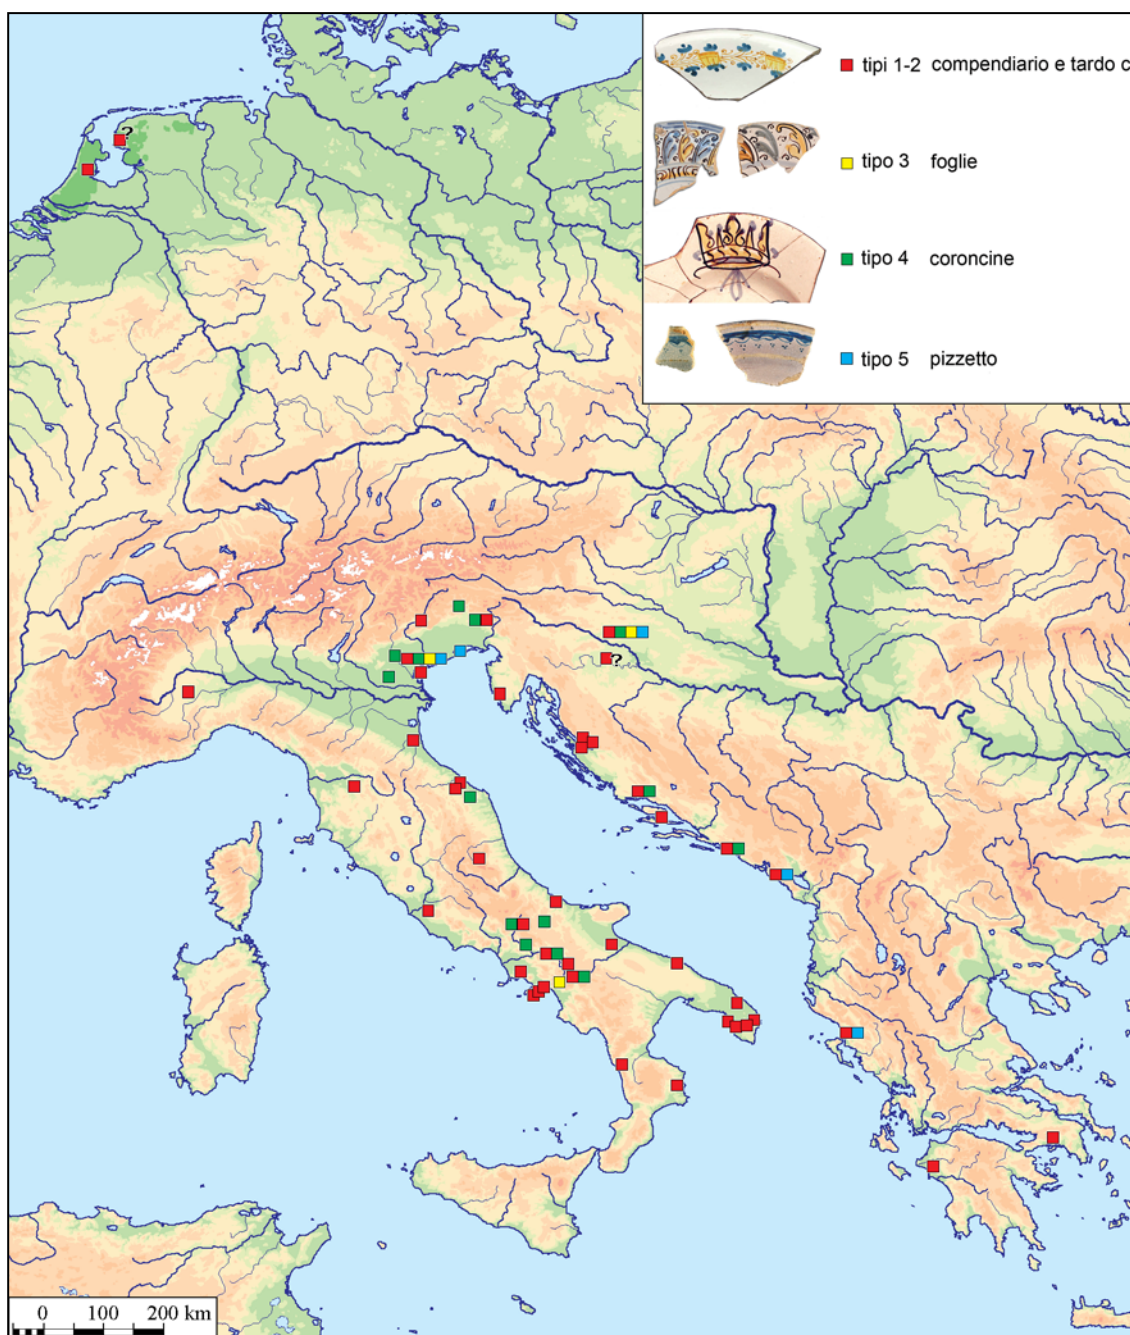 tipi 1-2 compendiario e tardo c
tipo 3 foglie
tipo 4 coroncine
tipo 5 pizzetto
?
?
0 100 200 km